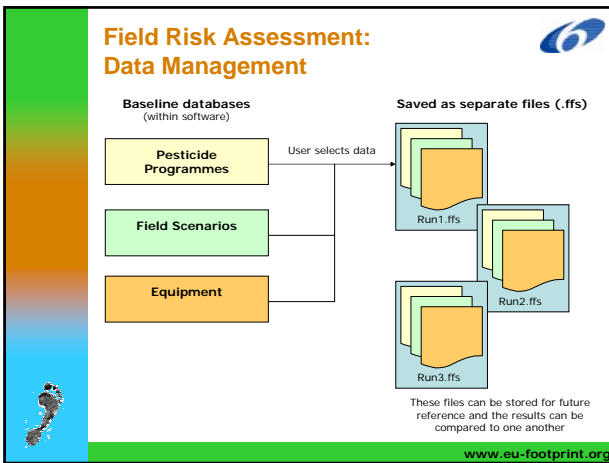 Field Risk Assessment:
Data Management
6
Baseline databases
(within software)
Saved as separate files (.ffs)
Pesticide
Programmes
User selects data
Field Scenarios
Equipment
Run1.ffs
Run2.ffs
Run3.ffs
These files can be stored for future
reference and the results can be
compared to one another
www.eu-footprint.org